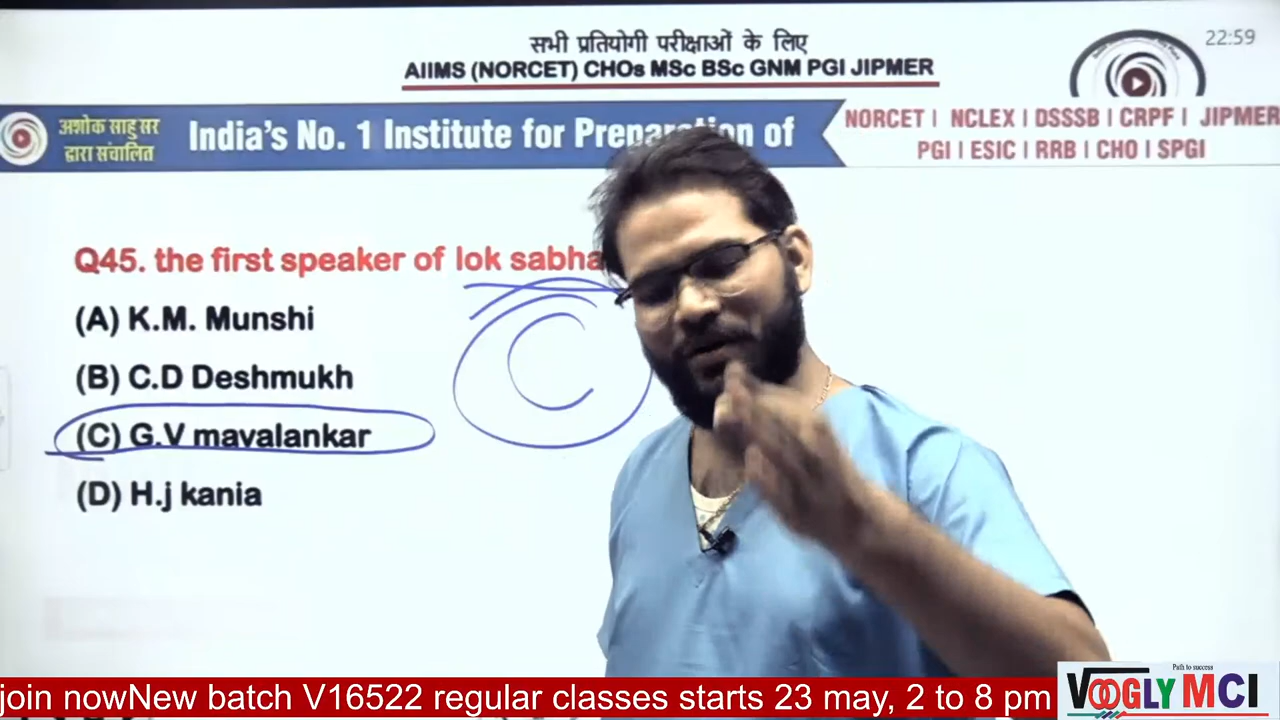 सभी प्रतियोगी परीक्षाओं के लिए
AIIMS (NORCET) CHOs MSc BSc GNM PGI JIPMER
22:59
अशोक साहु सर
द्वारा संचालित
India's No. 1 Institute for of
NORCET I NCLEX I DSSSB I CRPF I JIPMER
PGI I ESIC I RRB I CHO I SPGI
Q45. the first speaker of lok sabha
(A) K.M. Munshi
(B) C.D Deshmukh
C
(C) G.V mavalankar
(D) H.j kania
Path to success
VOOGLY MCI
join nowNew batch V16522 regular classes starts 23 may, 2 to 8 pm